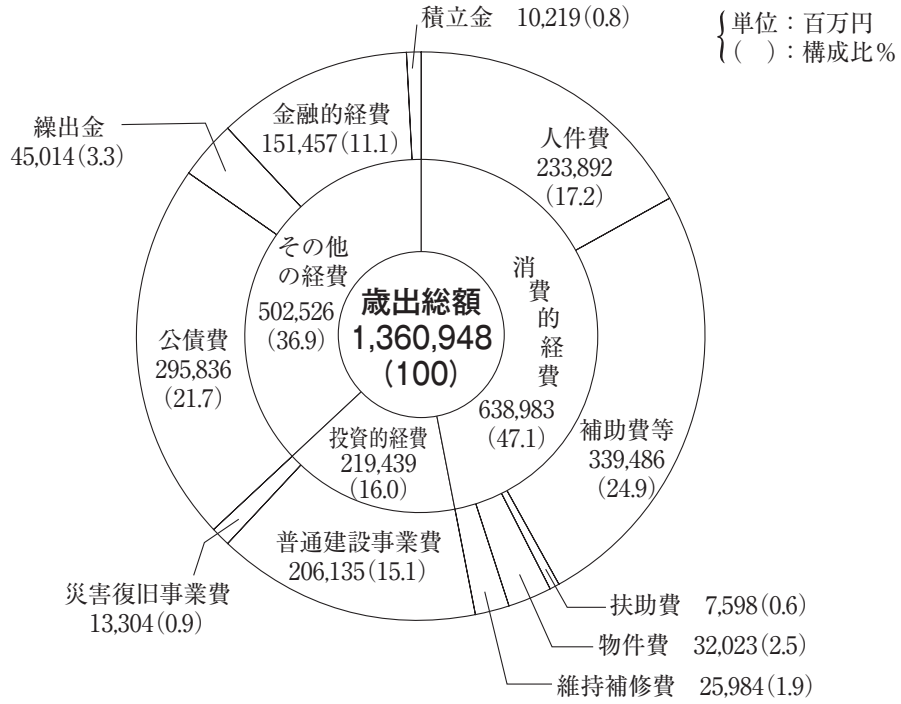 単位：百万円
(　)：構成比%
積立金　10,219(0.8)
金融的経費
151,457(11.1)
繰出金
45,014(3.3)
人件費
233,892
(17.2)
その他
の経費
502,526
(36.9)
歳出総額
1,360,948
(100)
消費的経費
638,983
(47.1)
公債費
295,836
(21.7)
投資的経費
219,439
(16.0)
補助費等
339,486
(24.9)
普通建設事業費
206,135(15.1)
災害復旧事業費
13,304(0.9)
扶助費　7,598(0.6)
物件費　32,023(2.5)
維持補修費　25,984(1.9)